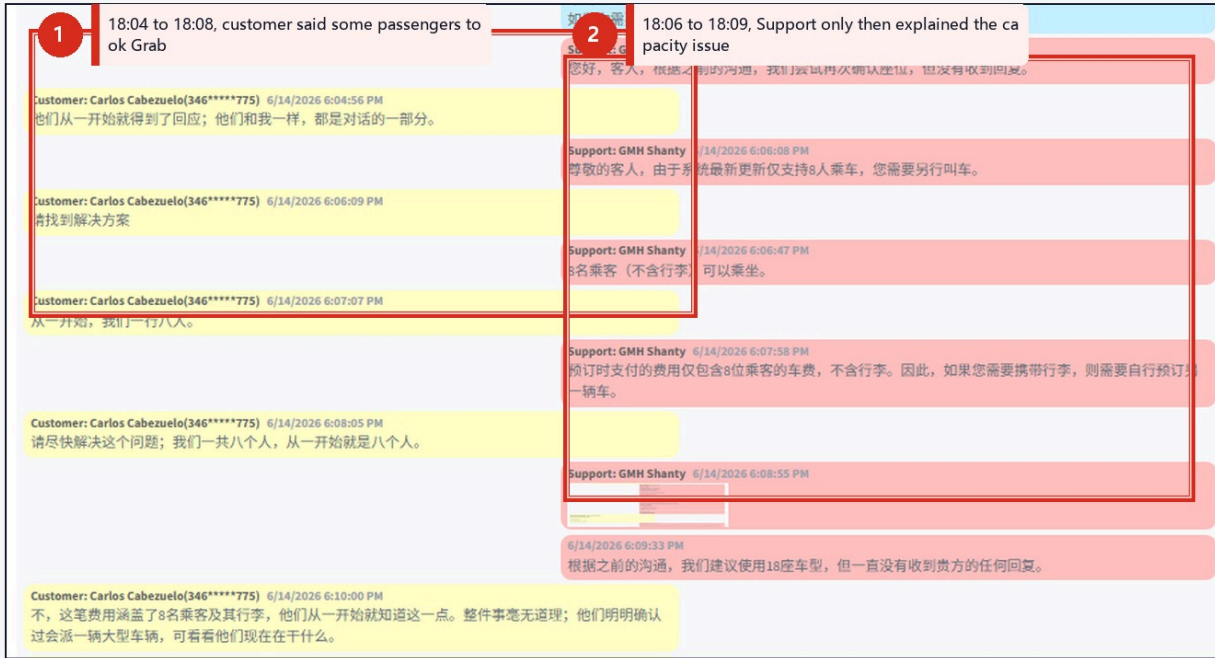 1
18:04 to 18:08, customer said some passengers to
ok Grab
2
18:06 to 18:09, Support only then explained the ca
pacity issue
您好，客人，根据之前的沟通，我们尝试再次确认座位，但没有收到回复。
Customer: Carlos Cabezuelo(346*****775) 6/14/2026 6:04:56 PM
他们从一开始就得到了回应；他们和我一样，都是对话的一部分。
Support: GMH Shanty /14/2026 6:06:08 PM
尊敬的客人，由于系统最新更新仅支持8人乘车，您需要另行叫车。
Customer: Carlos Cabezuelo(346*****775) 6/14/2026 6:06:09 PM
请找到解决方案
Support: GMH Shanty /14/2026 6:06:47 PM
8名乘客（不含行李）可以乘坐。
Customer: Carlos Cabezuelo(346*****775) 6/14/2026 6:07:07 PM
从一开始，我们一行八人。
Support: GMH Shanty 6/14/2026 6:07:58 PM
预订时支付的费用仅包含8位乘客的车费，不含行李。因此，如果您需要携带行李，则需要自行预订另
一辆车。
Customer: Carlos Cabezuelo(346*****775) 6/14/2026 6:08:05 PM
请尽快解决这个问题；我们一共八个人，从一开始就是八个人。
Support: GMH Shanty 6/14/2026 6:08:55 PM
6/14/2026 6:09:33 PM
根据之前的沟通，我们建议使用18座车型，但一直没有收到贵方的任何回复。
Customer: Carlos Cabezuelo(346*****775) 6/14/2026 6:10:00 PM
不，这笔费用涵盖了8名乘客及其行李，他们从一开始就知道这一点。整件事毫无道理；他们明明确认
过会派一辆大型车辆，可看看他们现在在干什么。